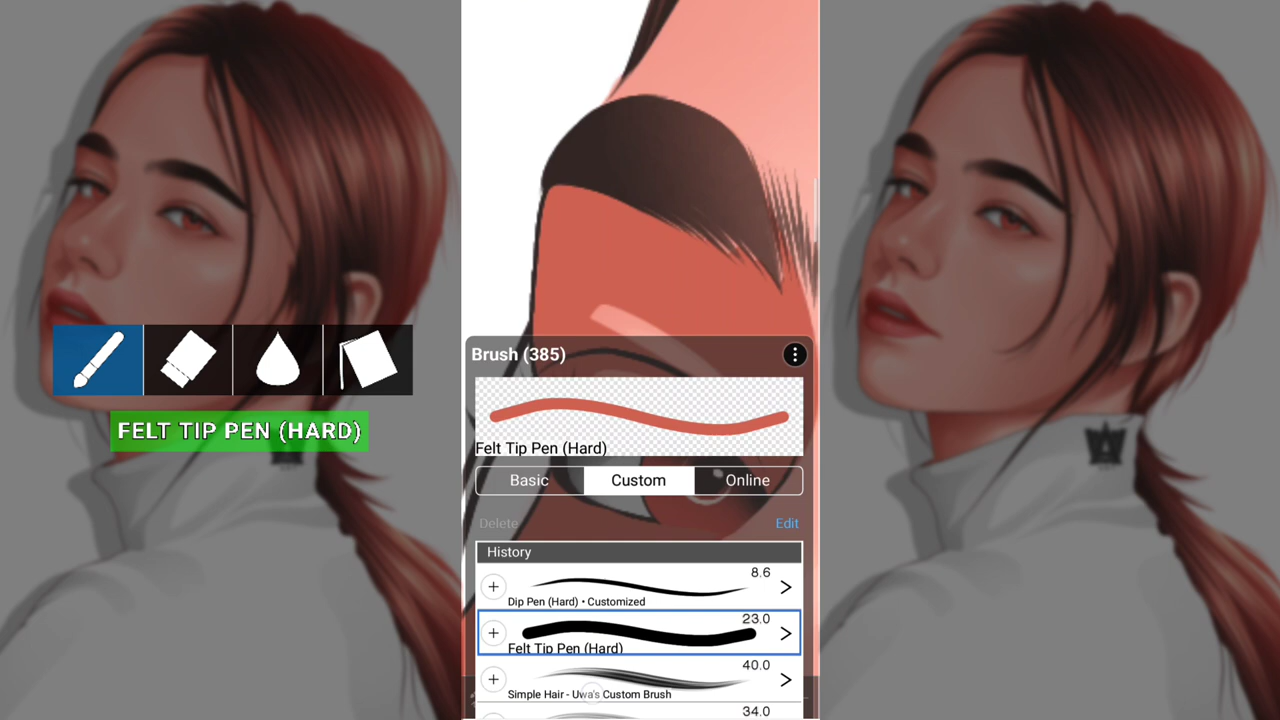 FELT TIP PEN (HARD)
Brush (385)
Felt Tip Pen (Hard)
Basic Custom Online
Delete Edit
History
8.6
Dip Pen (Hard) • Customized
23.0
Felt Tip Pen (Hard)
40.0
Simple Hair - Uwa's Custom Brush
34.0